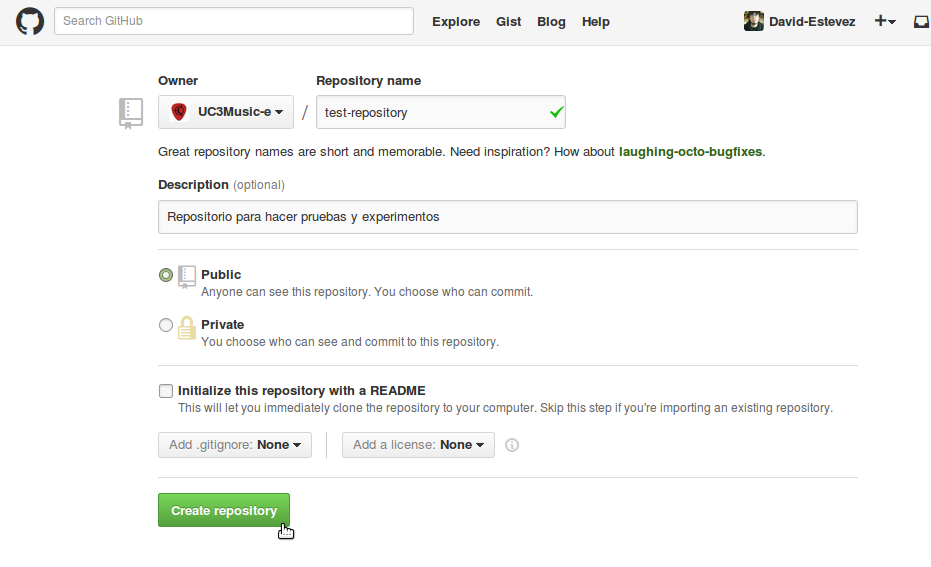 Search GitHub Explore Gist Blog Help David-Estevez
Owner Repository name
UC3Music-e / test-repository
Great repository names are short and memorable. Need inspiration? How about laughing-octo-bugfixes.
Description (optional)
Repositorio para hacer pruebas y experimentos
Public
Anyone can see this repository. You choose who can commit.
Private
You choose who can see and commit to this repository.
Initialize this repository with a README
This will let you immediately clone the repository to your computer. Skip this step if you're importing an existing repository.
Add .gitignore: None Add a license: None
Create repository